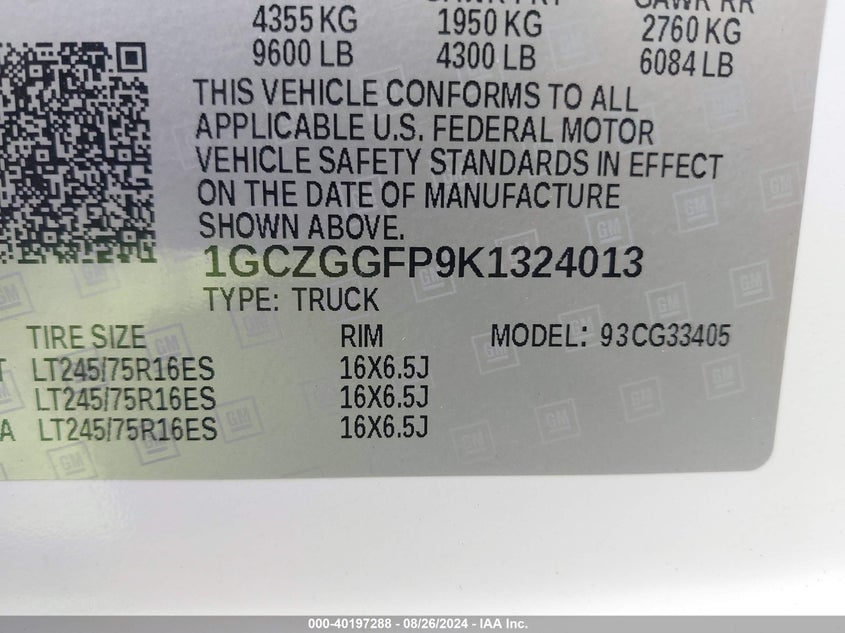 4355 KG 1950 KG 2760 KG
9600 LB 4300 LB 6084 LB
THIS VEHICLE CONFORMS TO ALL
APPLICABLE U.S. FEDERAL MOTOR
VEHICLE SAFETY STANDARDS IN EFFECT
ON THE DATE OF MANUFACTURE
SHOWN ABOVE.
1GCZGGFP9K1324013
TYPE: TRUCK
TIRE SIZE RIM MODEL: 93CG33405
LT245/75R16ES 16X6.5J
LT245/75R16ES 16X6.5J
LT245/75R16ES 16X6.5J
GM
000-40197288 - 08/26/2024 - IAA Inc.